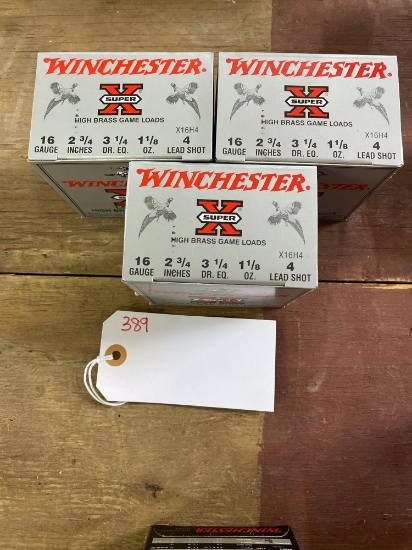 WINCHESTER®
SUPER X
HIGH BRASS GAME LOADS
X16H4
16 2 3/4 3 1/4 1 1/8 4
GAUGE INCHES DR. EQ. OZ. LEAD SHOT
WINCHESTER®
SUPER X
HIGH BRASS GAME LOADS
X16H4
16 2 3/4 3 1/4 1 1/8 4
GAUGE INCHES DR. EQ. OZ. LEAD SHOT
WINCHESTER®
SUPER X
HIGH BRASS GAME LOADS
X16H4
16 2 3/4 3 1/4 1 1/8 4
GAUGE INCHES DR. EQ. OZ. LEAD SHOT
389
WINCHESTER